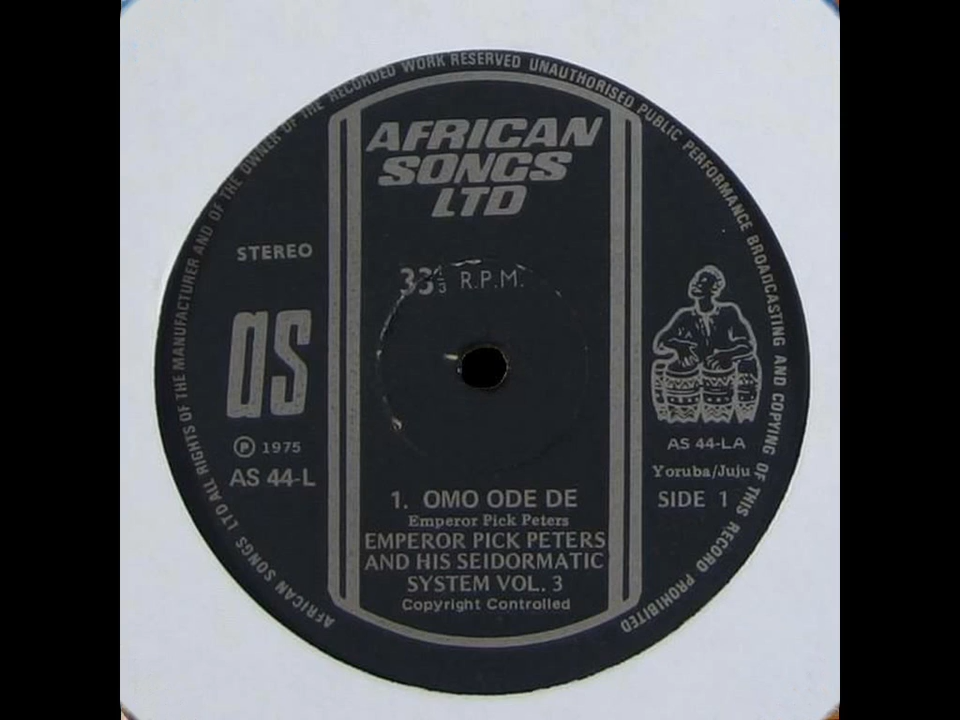 AFRICAN SONGS LTD ALL RIGHTS OF THE MANUFACTURER AND OF THE OWNER OF THE RECORDED WORK RESERVED UNAUTHORISED PUBLIC PERFORMANCE BROADCASTING AND COPYING OF THIS RECORD PROHIBITED
AFRICAN
SONGS
LTD
STEREO
33⅓ R.P.M.
as
℗ 1975
AS 44-L
AS 44-LA
Yoruba/Juju
SIDE 1
1. OMO ODE DE
Emperor Pick Peters
EMPEROR PICK PETERS
AND HIS SEIDORMATIC
SYSTEM VOL. 3
Copyright Controlled